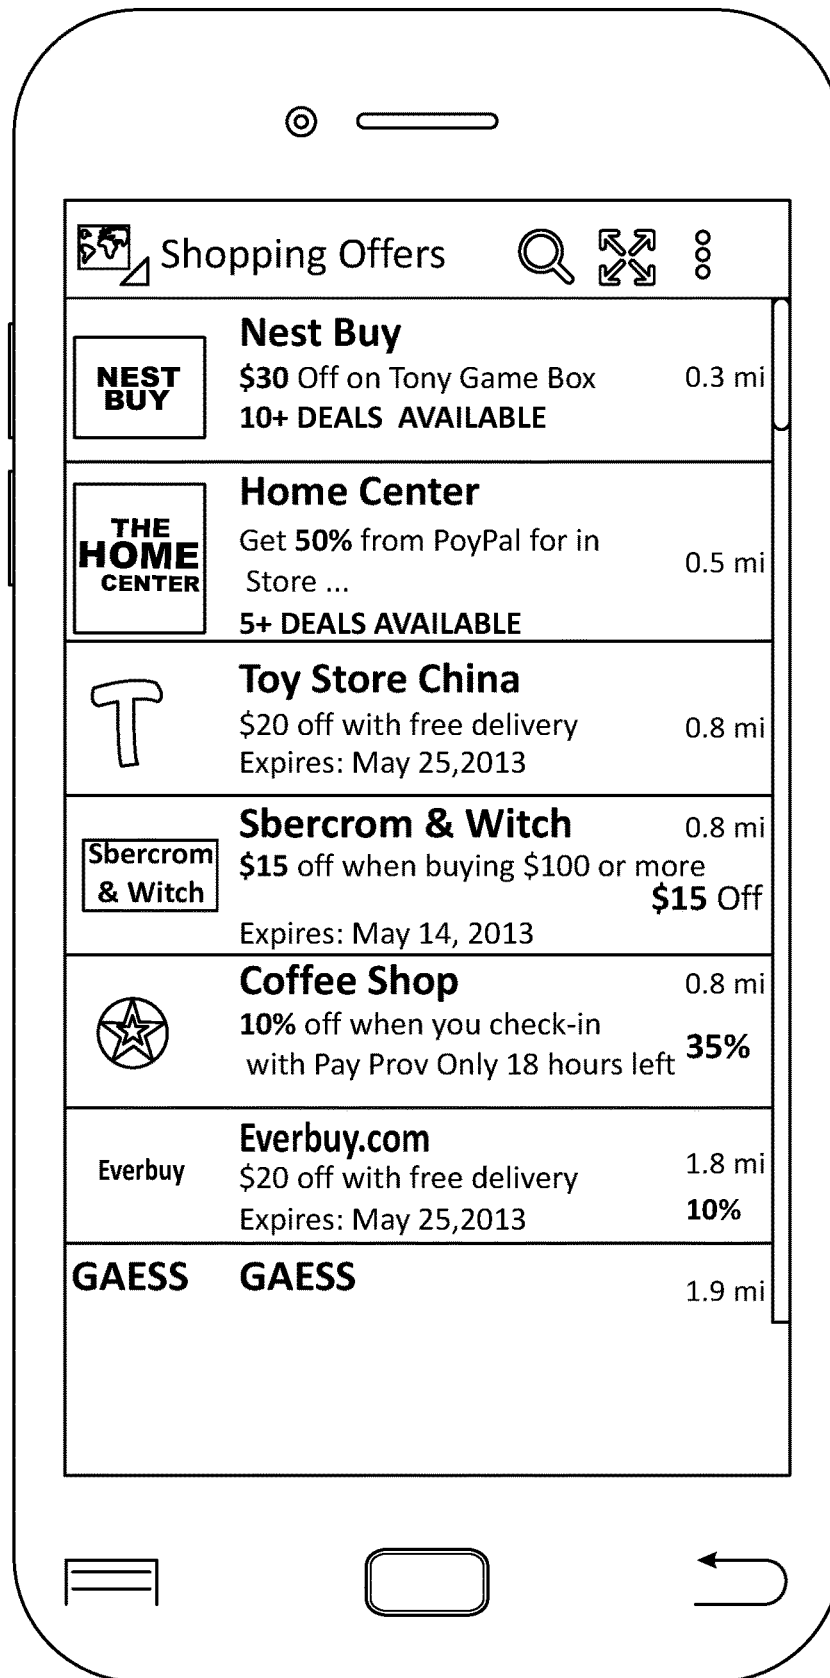 Shopping Offers
NEST
BUY
Nest Buy
$30 Off on Tony Game Box
10+ DEALS AVAILABLE
0.3 mi
THE
HOME
CENTER
Home Center
Get 50% from PoyPal for in
Store ...
5+ DEALS AVAILABLE
0.5 mi
T
Toy Store China
$20 off with free delivery
Expires: May 25,2013
0.8 mi
Sbercrom
& Witch
Sbercrom & Witch
0.8 mi
$15 off when buying $100 or more
$15 Off
Expires: May 14, 2013
Coffee Shop
0.8 mi
10% off when you check-in
with Pay Prov Only 18 hours left
35%
Everbuy
Everbuy.com
$20 off with free delivery
Expires: May 25,2013
1.8 mi
10%
GAESS
GAESS
1.9 mi